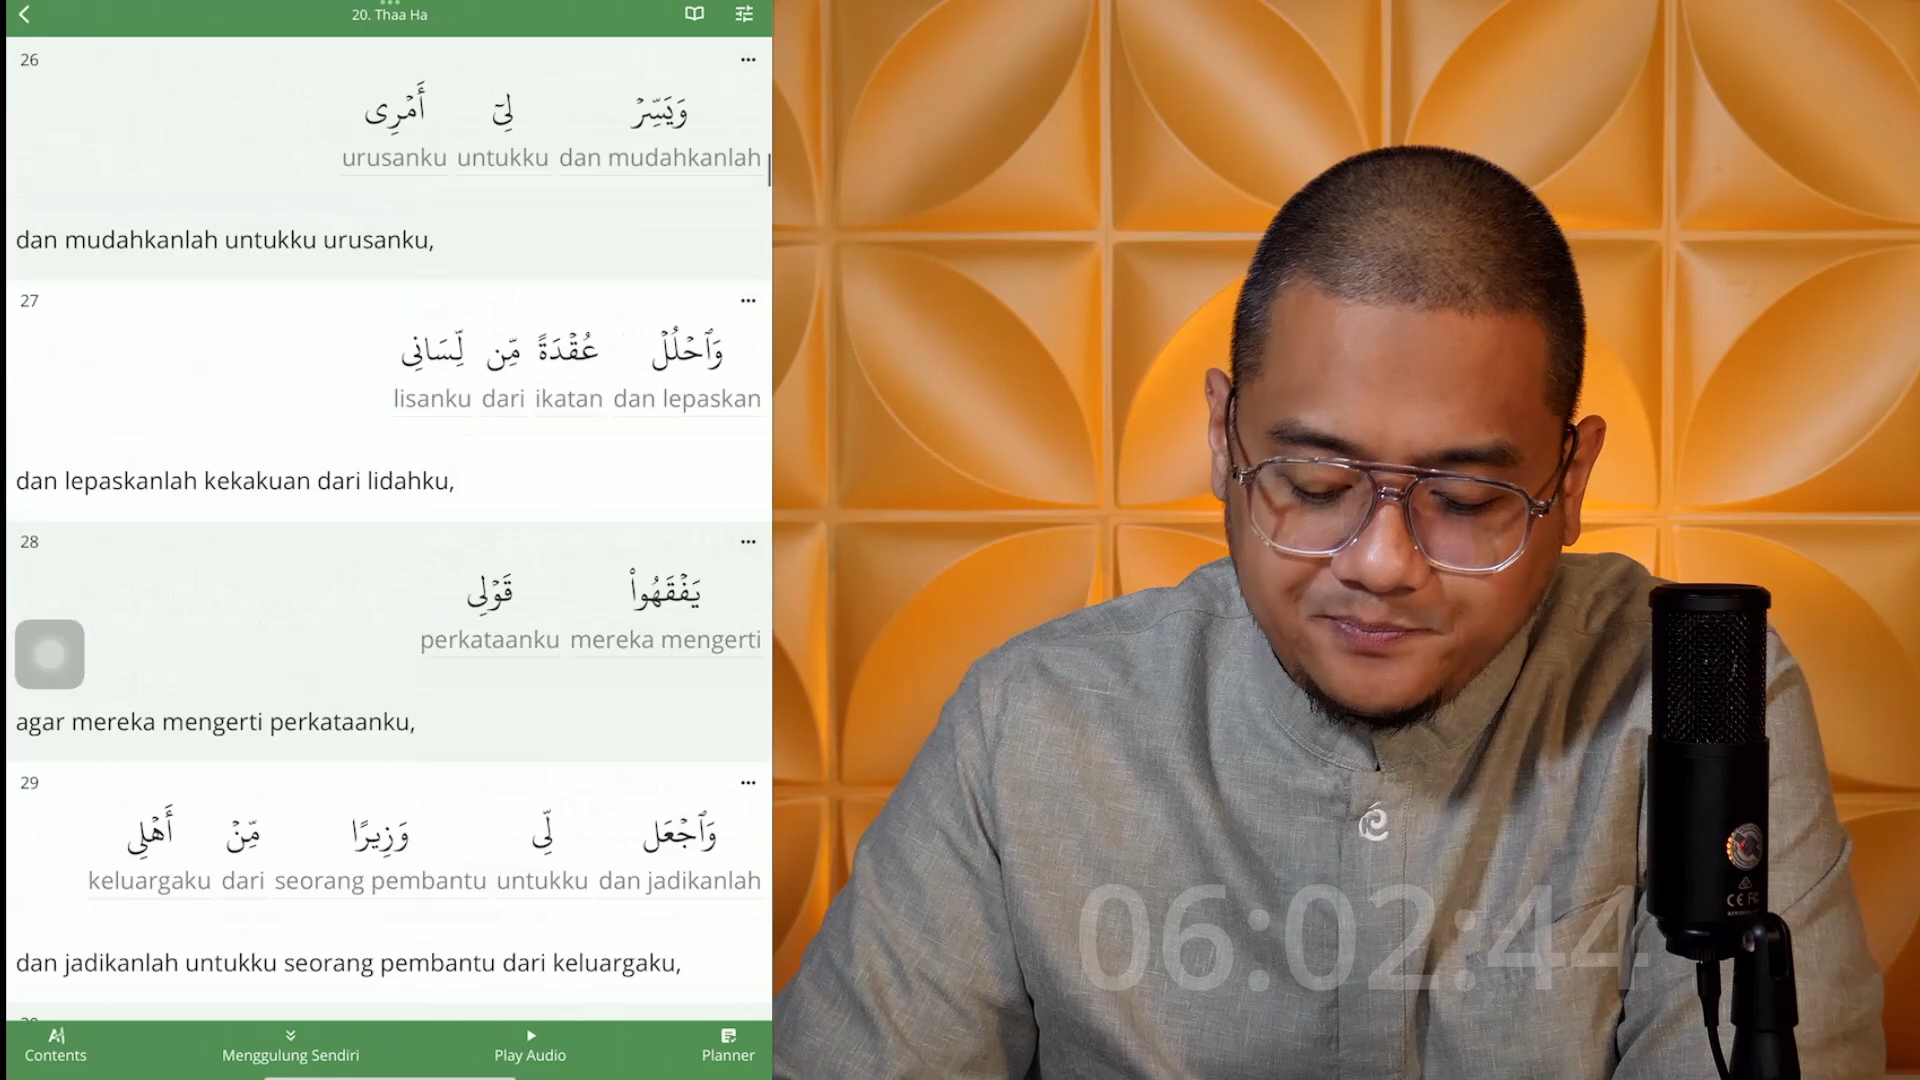 20. Thaa Ha
26
وَيَسِّرْ لِىٓ أَمْرِى
urusanku untukku dan mudahkanlah
dan mudahkanlah untukku urusanku,
27
وَٱحْلُلْ عُقْدَةً مِّن لِّسَانِى
lisanku dari ikatan dan lepaskan
dan lepaskanlah kekakuan dari lidahku,
28
يَفْقَهُوا۟ قَوْلِى
perkataanku mereka mengerti
agar mereka mengerti perkataanku,
29
وَٱجْعَل لِّى وَزِيرًا مِّنْ أَهْلِى
keluargaku dari seorang pembantu untukku dan jadikanlah
dan jadikanlah untukku seorang pembantu dari keluargaku,
Contents
Menggulung Sendiri
Play Audio
Planner
06:02:44
CE FC